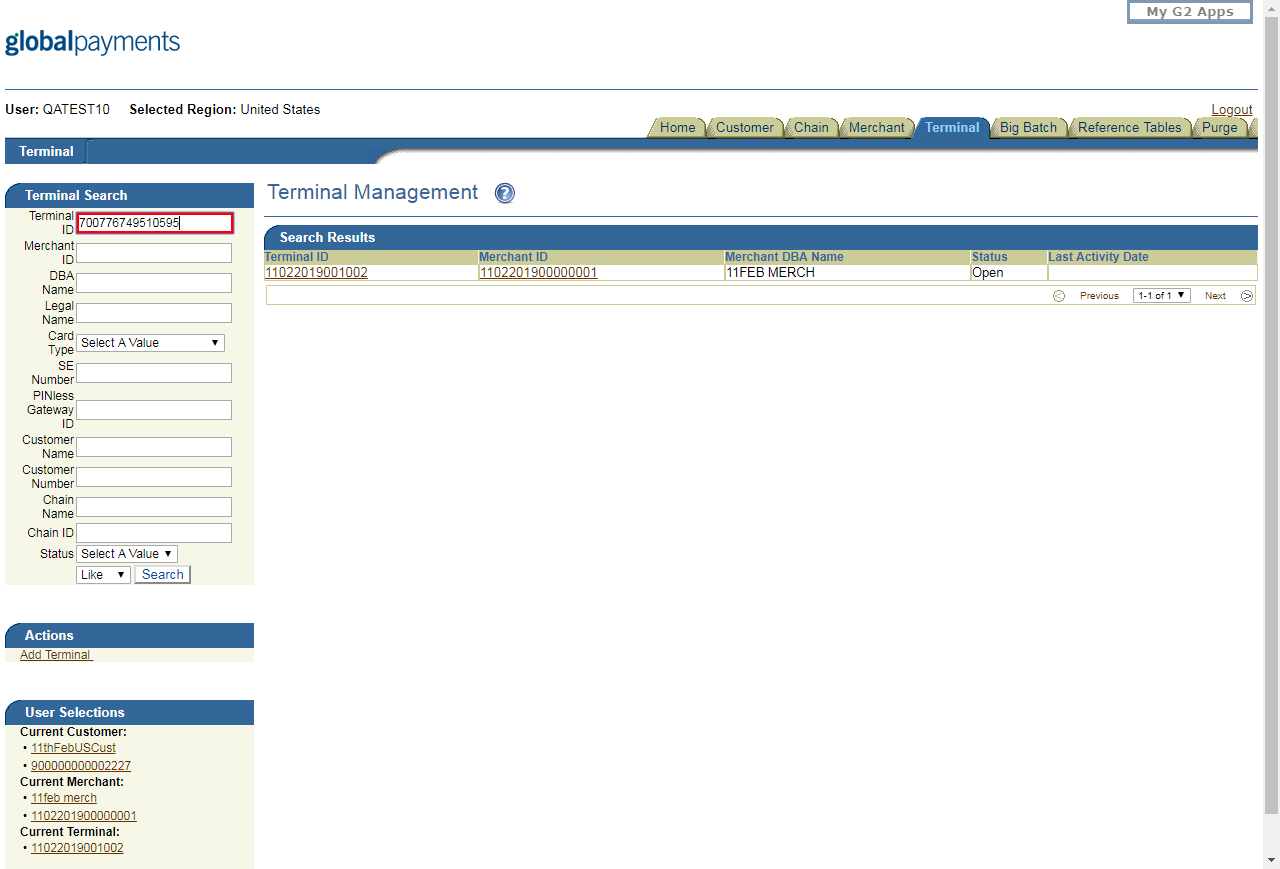 My G2 Apps
globalpayments
User: QATEST10 Selected Region: United States
Logout
Home Customer Chain Merchant Terminal Big Batch Reference Tables Purge
Terminal
Terminal Search
Terminal ID 700776749510595
Merchant ID
DBA Name
Legal Name
Card Type Select A Value
SE Number
PINless Gateway ID
Customer Name
Customer Number
Chain Name
Chain ID
Status Select A Value
Like Search
Terminal Management ?
Search Results
Terminal ID Merchant ID Merchant DBA Name Status Last Activity Date
11022019001002 1102201900000001 11FEB MERCH Open
Previous 1-1 of 1 Next
Actions
Add Terminal
User Selections
Current Customer:
• 11thFebUSCust
• 900000000002227
Current Merchant:
• 11feb merch
• 1102201900000001
Current Terminal:
• 11022019001002